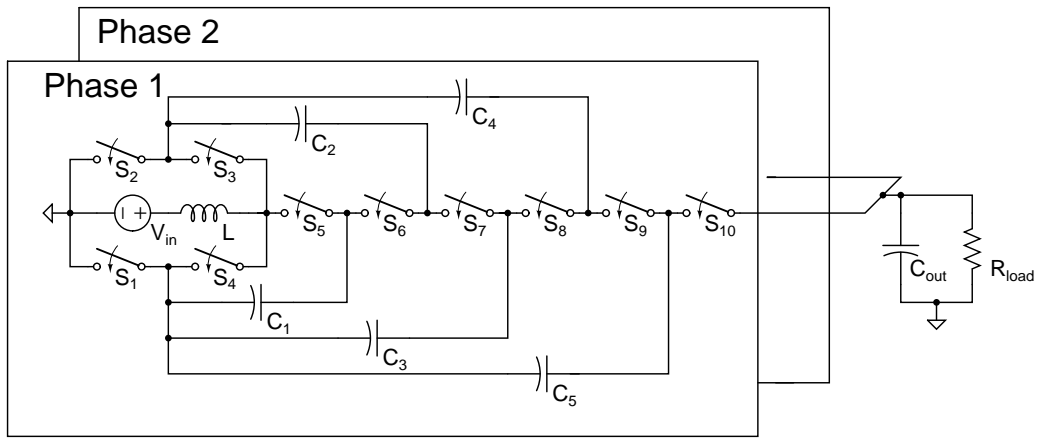 Phase 2
Phase 1
C4
C2
S2 S3
S5 S6 S7 S8 S9 S10
Vin L
S1 S4
Cout Rload
C1
C3
C5